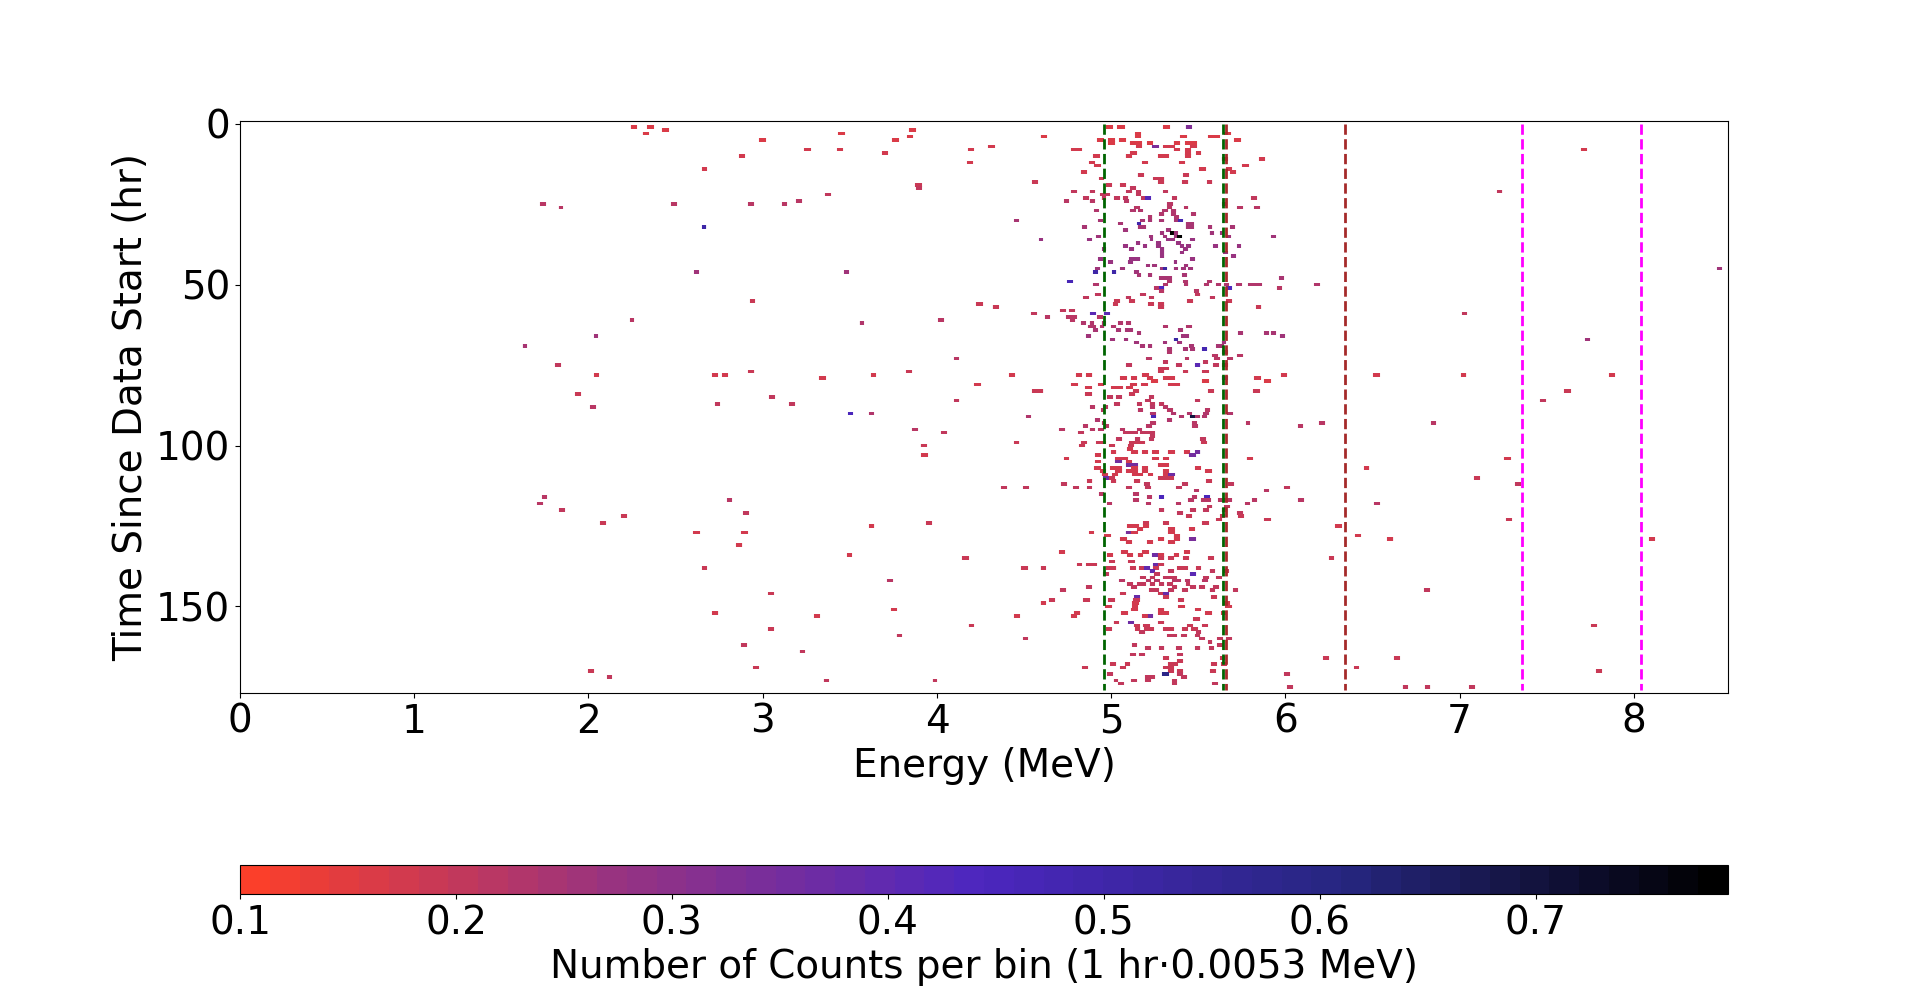 0
50
100
150
Time Since Data Start (hr)
0 1 2 3 4 5 6 7 8
Energy (MeV)
0.1 0.2 0.3 0.4 0.5 0.6 0.7
Number of Counts per bin (1 hr·0.0053 MeV)